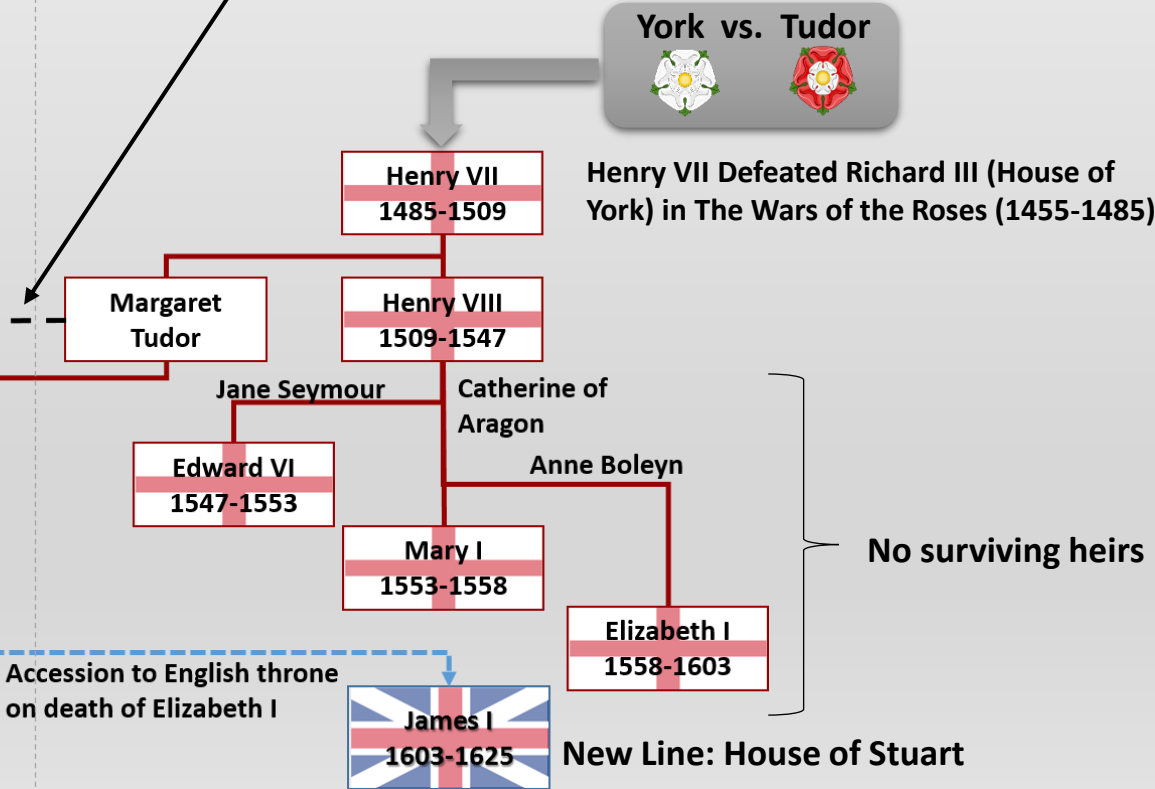 York vs. Tudor
Henry VII
1485-1509
Henry VII Defeated Richard III (House of
York) in The Wars of the Roses (1455-1485)
Margaret
Tudor
Henry VIII
1509-1547
Jane Seymour
Catherine of
Aragon
Edward VI
1547-1553
Anne Boleyn
Mary I
1553-1558
No surviving heirs
Elizabeth I
1558-1603
Accession to English throne
on death of Elizabeth I
James I
1603-1625
New Line: House of Stuart